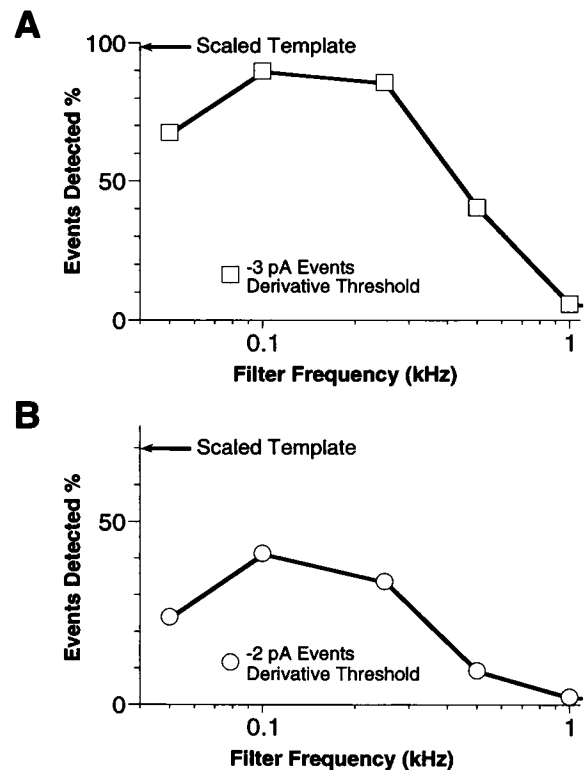 A
100
Scaled Template
Events Detected %
50
-3 pA Events
Derivative Threshold
0
0.1
1
Filter Frequency (kHz)
B
Scaled Template
Events Detected %
50
-2 pA Events
Derivative Threshold
0
0.1
1
Filter Frequency (kHz)